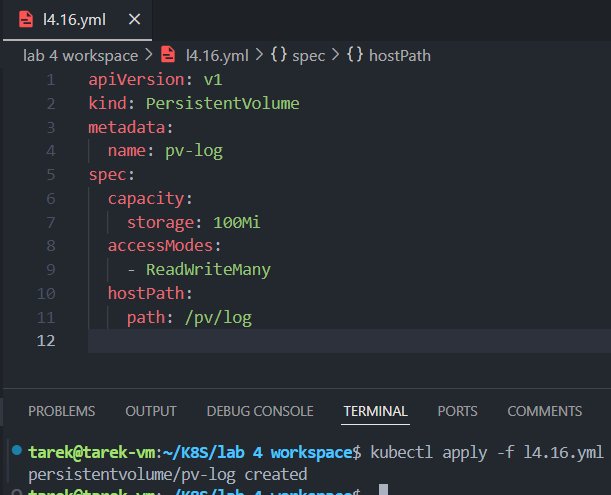 l4.16.yml
lab 4 workspace > l4.16.yml > {} spec > {} hostPath
1 apiVersion: v1
2 kind: PersistentVolume
3 metadata:
4   name: pv-log
5 spec:
6   capacity:
7     storage: 100Mi
8   accessModes:
9     - ReadWriteMany
10   hostPath:
11     path: /pv/log
12
PROBLEMS OUTPUT DEBUG CONSOLE TERMINAL PORTS COMMENTS
tarek@tarek-vm:~/K8S/lab 4 workspace$ kubectl apply -f l4.16.yml
persistentvolume/pv-log created
tarek@tarek-vm:~/K8S/lab 4 workspace$